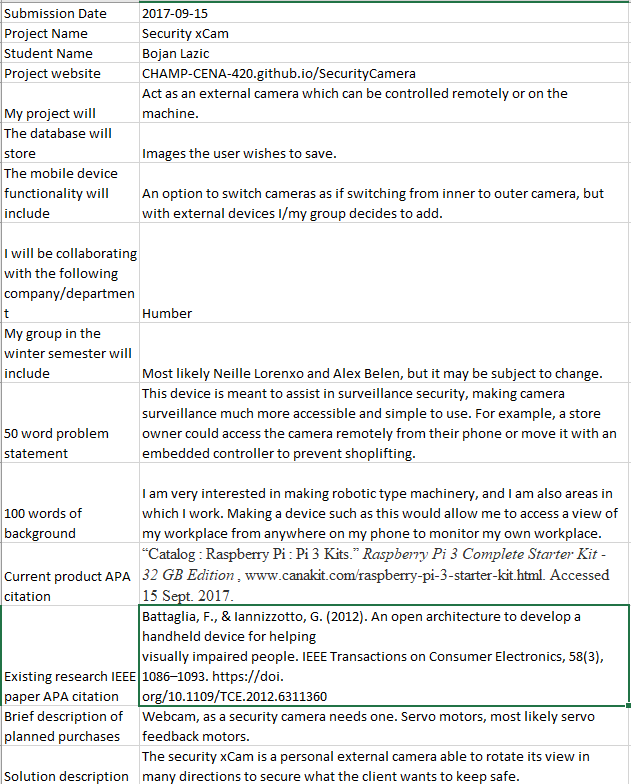 Submission Date 2017-09-15
Project Name Security xCam
Student Name Bojan Lazic
Project website CHAMP-CENA-420.github.io/SecurityCamera
My project will
Act as an external camera which can be controlled remotely or on the
machine.
The database will
store
Images the user wishes to save.
The mobile device
functionality will
include
An option to switch cameras as if switching from inner to outer camera, but
with external devices I/my group decides to add.
I will be collaborating
with the following
company/departmen
t
Humber
My group in the
winter semester will
include
Most likely Neille Lorenxo and Alex Belen, but it may be subject to change.
50 word problem
statement
This device is meant to assist in surveillance security, making camera
surveillance much more accessible and simple to use. For example, a store
owner could access the camera remotely from their phone or move it with an
embedded controller to prevent shoplifting.
100 words of
background
I am very interested in making robotic type machinery, and I am also areas in
which I work. Making a device such as this would allow me to access a view of
my workplace from anywhere on my phone to monitor my own workplace.
Current product APA
citation
“Catalog : Raspberry Pi : Pi 3 Kits.” Raspberry Pi 3 Complete Starter Kit -
32 GB Edition , www.canakit.com/raspberry-pi-3-starter-kit.html. Accessed
15 Sept. 2017.
Existing research IEEE
paper APA citation
Battaglia, F., & Iannizzotto, G. (2012). An open architecture to develop a
handheld device for helping
visually impaired people. IEEE Transactions on Consumer Electronics, 58(3),
1086–1093. https://doi.
org/10.1109/TCE.2012.6311360
Brief description of
planned purchases
Webcam, as a security camera needs one. Servo motors, most likely servo
feedback motors.
Solution description
The security xCam is a personal external camera able to rotate its view in
many directions to secure what the client wants to keep safe.